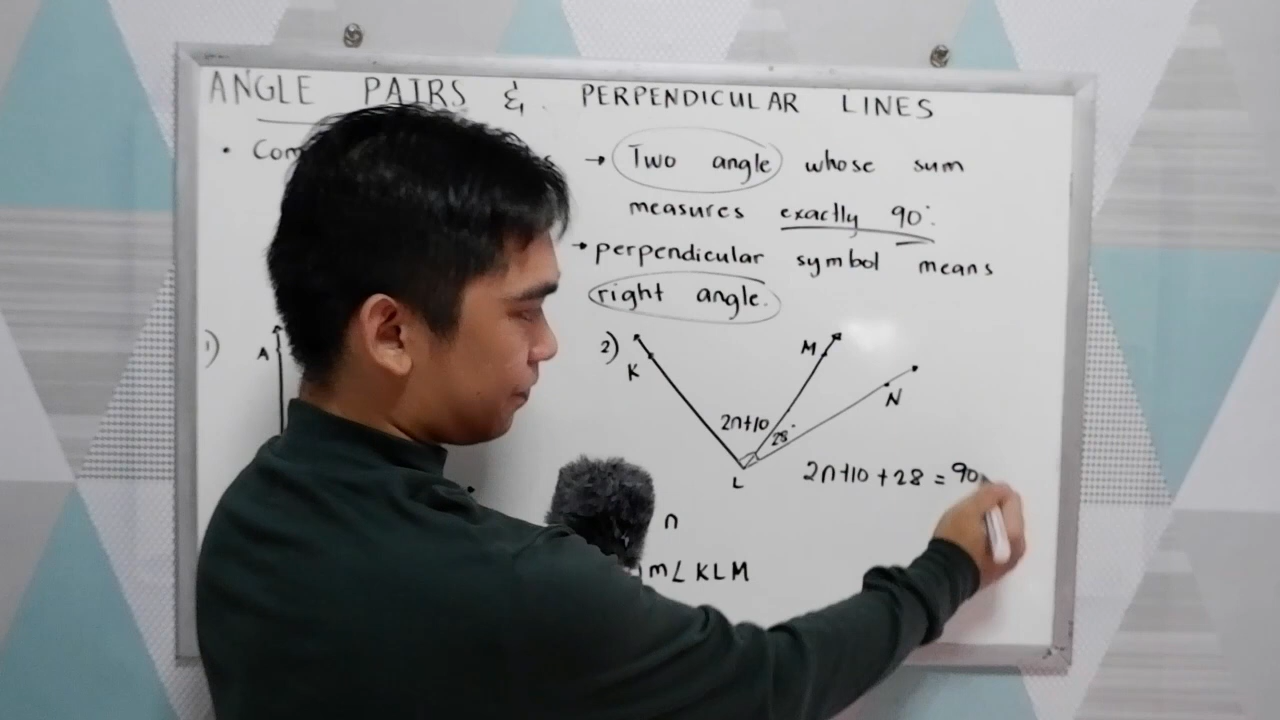 ANGLE PAIRS & PERPENDICULAR LINES
• Com
→ Two angle whose sum
measures exactly 90°.
→ perpendicular symbol means
right angle.
1) A
2) K M N
2n+10 28°
L
2n+10 + 28 = 90
n
m∠KLM